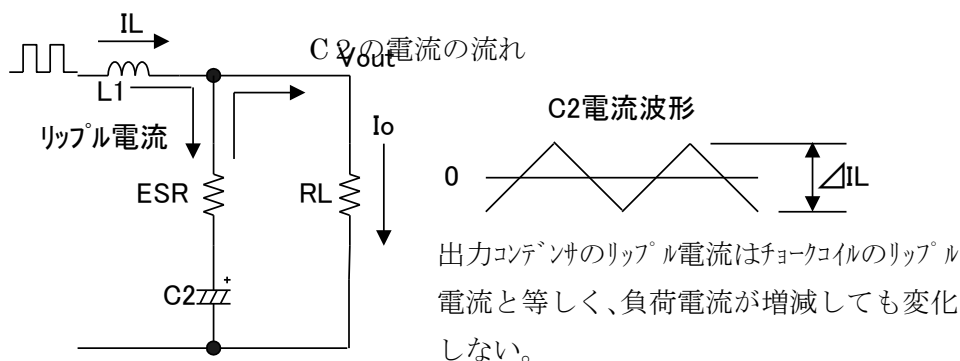 IL
C2の電流の流れ
Vout
L1
リップル電流
C2電流波形
Io
0
⊿IL
ESR
RL
C2
+
出力コンデンサのリップル電流はチョークコイルのリップル
電流と等しく、負荷電流が増減しても変化
しない。